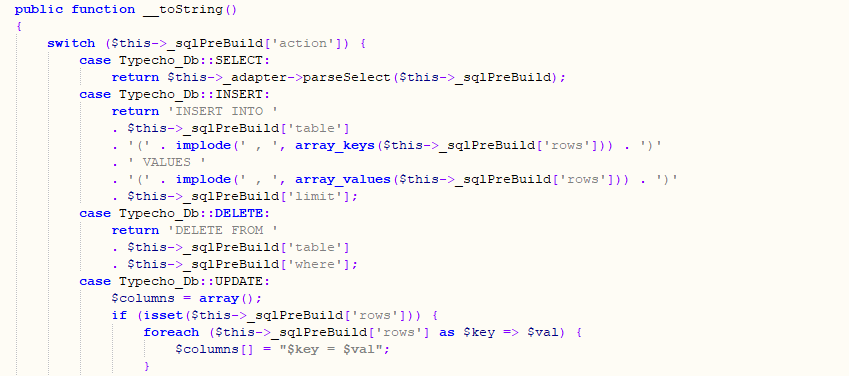 public function __toString()
{
switch ($this->_sqlPreBuild['action']) {
case Typecho_Db::SELECT:
return $this->_adapter->parseSelect($this->_sqlPreBuild);
case Typecho_Db::INSERT:
return 'INSERT INTO '
. $this->_sqlPreBuild['table']
. '(' . implode(' , ', array_keys($this->_sqlPreBuild['rows'])) . ')'
. ' VALUES '
. '(' . implode(' , ', array_values($this->_sqlPreBuild['rows'])) . ')'
. $this->_sqlPreBuild['limit'];
case Typecho_Db::DELETE:
return 'DELETE FROM '
. $this->_sqlPreBuild['table']
. $this->_sqlPreBuild['where'];
case Typecho_Db::UPDATE:
$columns = array();
if (isset($this->_sqlPreBuild['rows'])) {
foreach ($this->_sqlPreBuild['rows'] as $key => $val) {
$columns[] = "$key = $val";
}